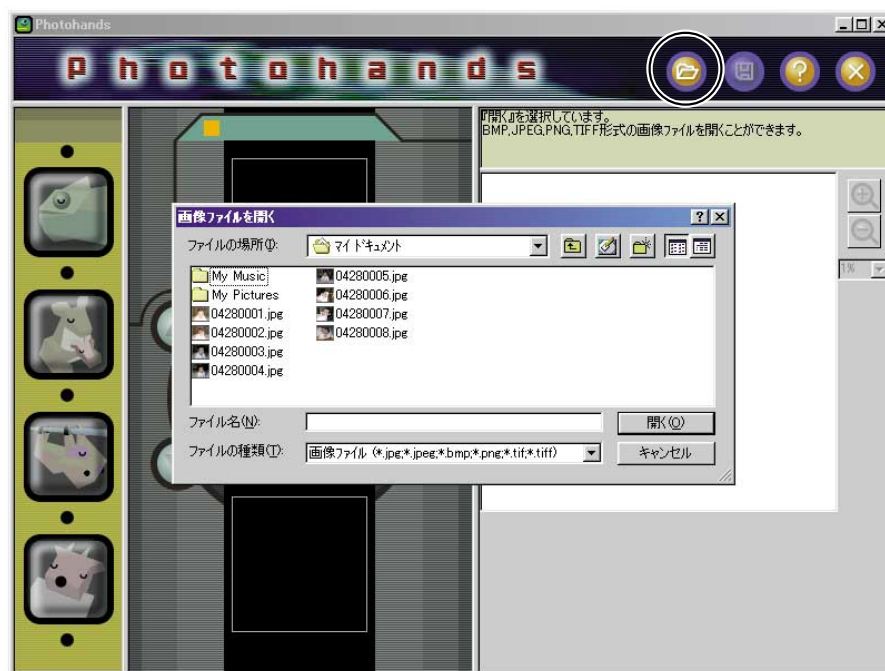 Photohands
Photohands
『開く』を選択しています。
BMP,JPEG,PNG,TIFF形式の画像ファイルを開くことができます。
画像ファイルを開く
ファイルの場所(I):
マイ ドキュメント
My Music
My Pictures
04280001.jpg
04280002.jpg
04280003.jpg
04280004.jpg
04280005.jpg
04280006.jpg
04280007.jpg
04280008.jpg
ファイル名(N):
開く(O)
ファイルの種類(T):
画像ファイル (*.jpg;*.jpeg;*.bmp;*.png;*.tif;*.tiff)
キャンセル
1%